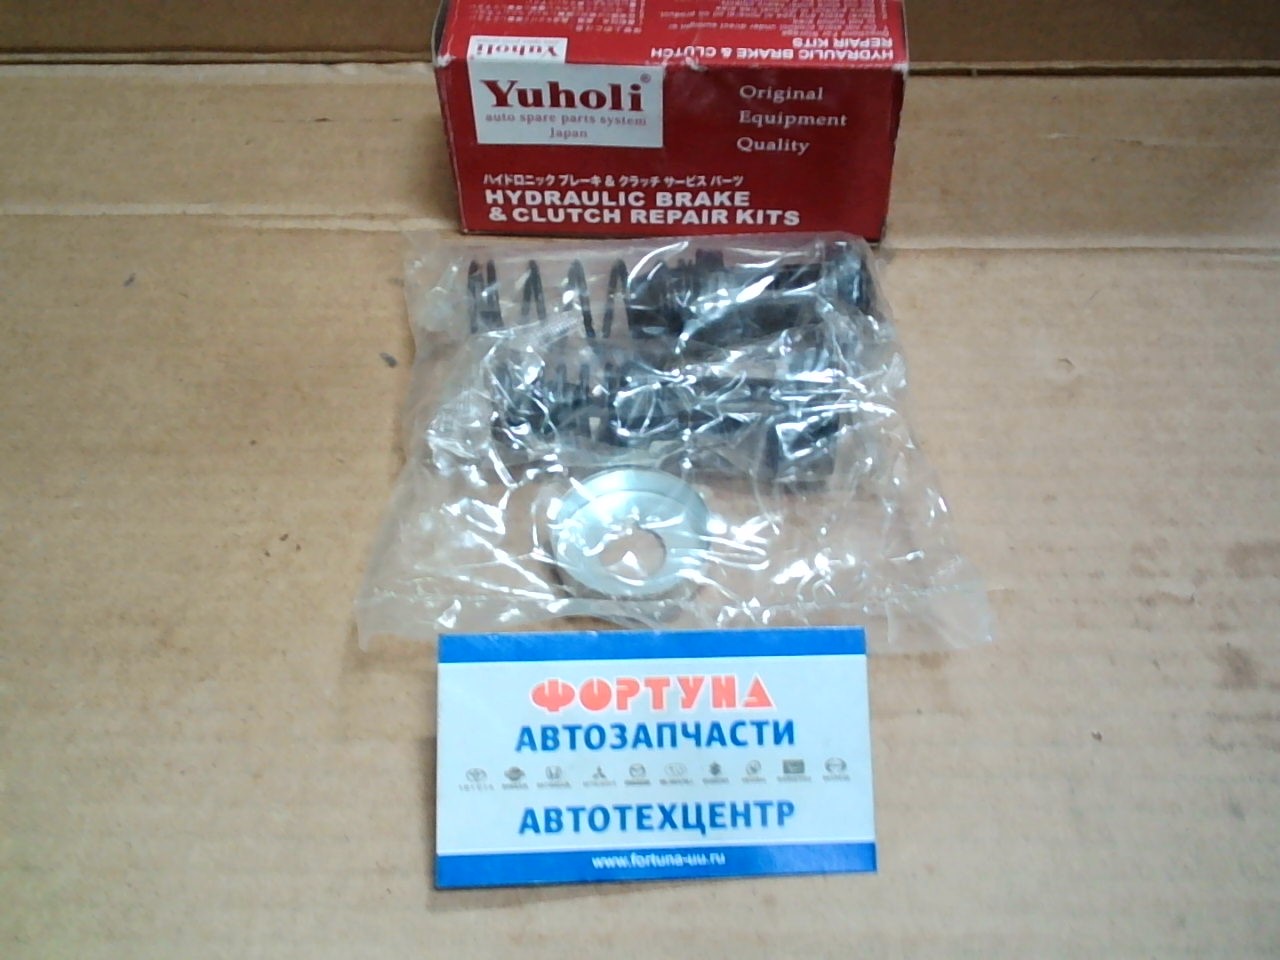 HYDRAULIC BRAKE & CLUTCH
REPAIR KITS
Yuholi
Yuholi®
auto spare parts system
Japan
Original
Equipment
Quality
ハイドロニック ブレーキ & クラッチ サービス パーツ
HYDRAULIC BRAKE
& CLUTCH REPAIR KITS
ФОРТУНА
АВТОЗАПЧАСТИ
TOYOTA
АВТОТЕХЦЕНТР
www.fortuna-uu.ru